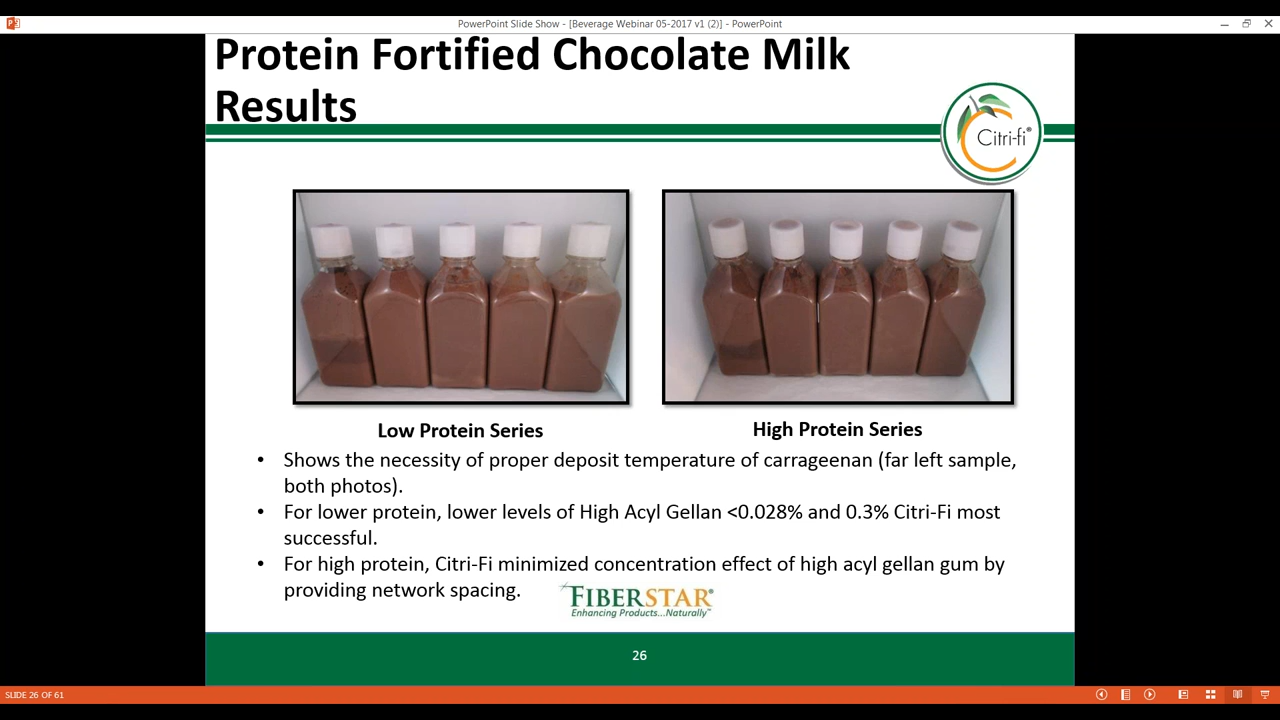 PowerPoint Slide Show - [Beverage Webinar 05-2017 v1 (2)] - PowerPoint
Protein Fortified Chocolate Milk
Results
Citri-fi®
Low Protein Series
High Protein Series
• Shows the necessity of proper deposit temperature of carrageenan (far left sample,
both photos).
• For lower protein, lower levels of High Acyl Gellan <0.028% and 0.3% Citri-Fi most
successful.
• For high protein, Citri-Fi minimized concentration effect of high acyl gellan gum by
providing network spacing.
FIBERSTAR®
Enhancing Products...Naturally™
26
SLIDE 26 OF 61